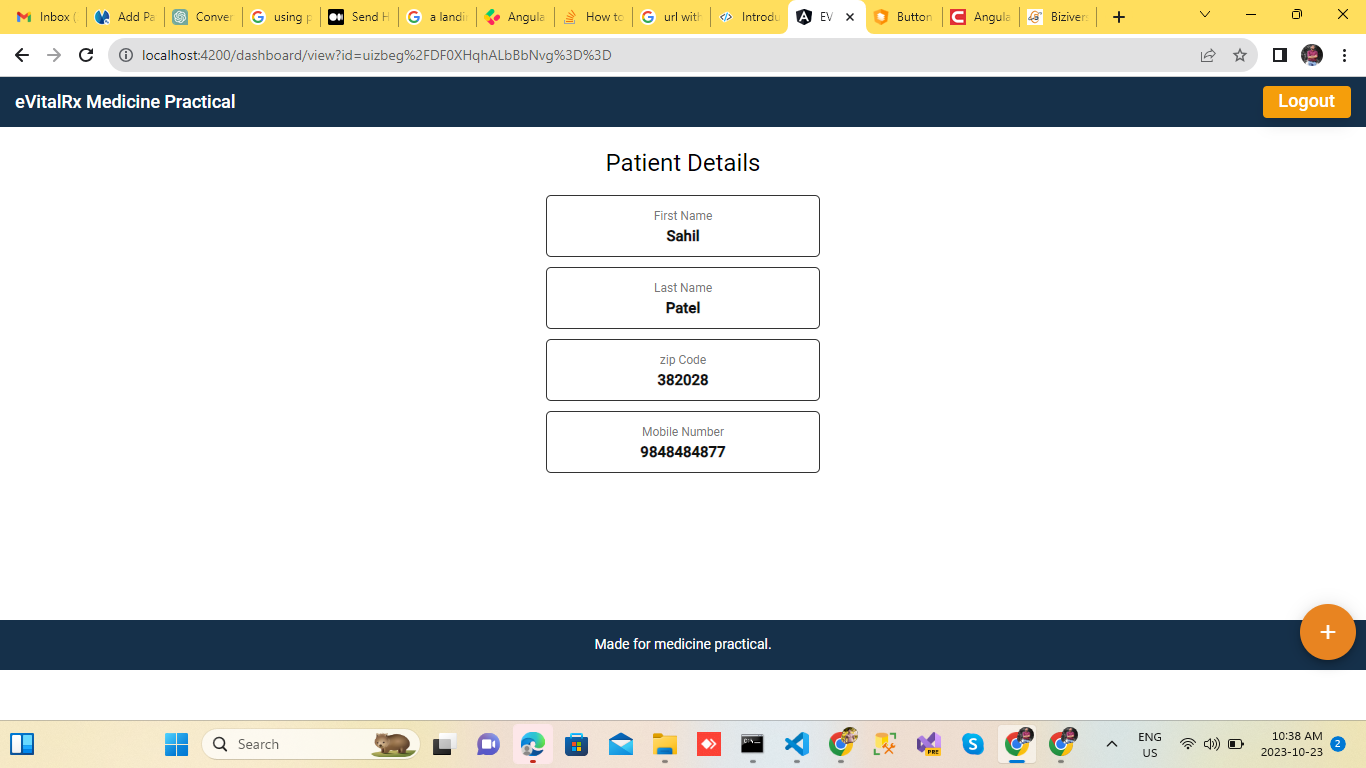 Inbox (
Add Pa
Conver
using p
Send H
a landi
Angula
How to
url with
Introdu
EV
Button
Angula
Bizivers
localhost:4200/dashboard/view?id=uizbeg%2FDF0XHqhALbBbNvg%3D%3D
eVitalRx Medicine Practical
Logout
Patient Details
First Name
Sahil
Last Name
Patel
zip Code
382028
Mobile Number
9848484877
+
Made for medicine practical.
Search
PRE
ENG
US
10:38 AM
2023-10-23
2